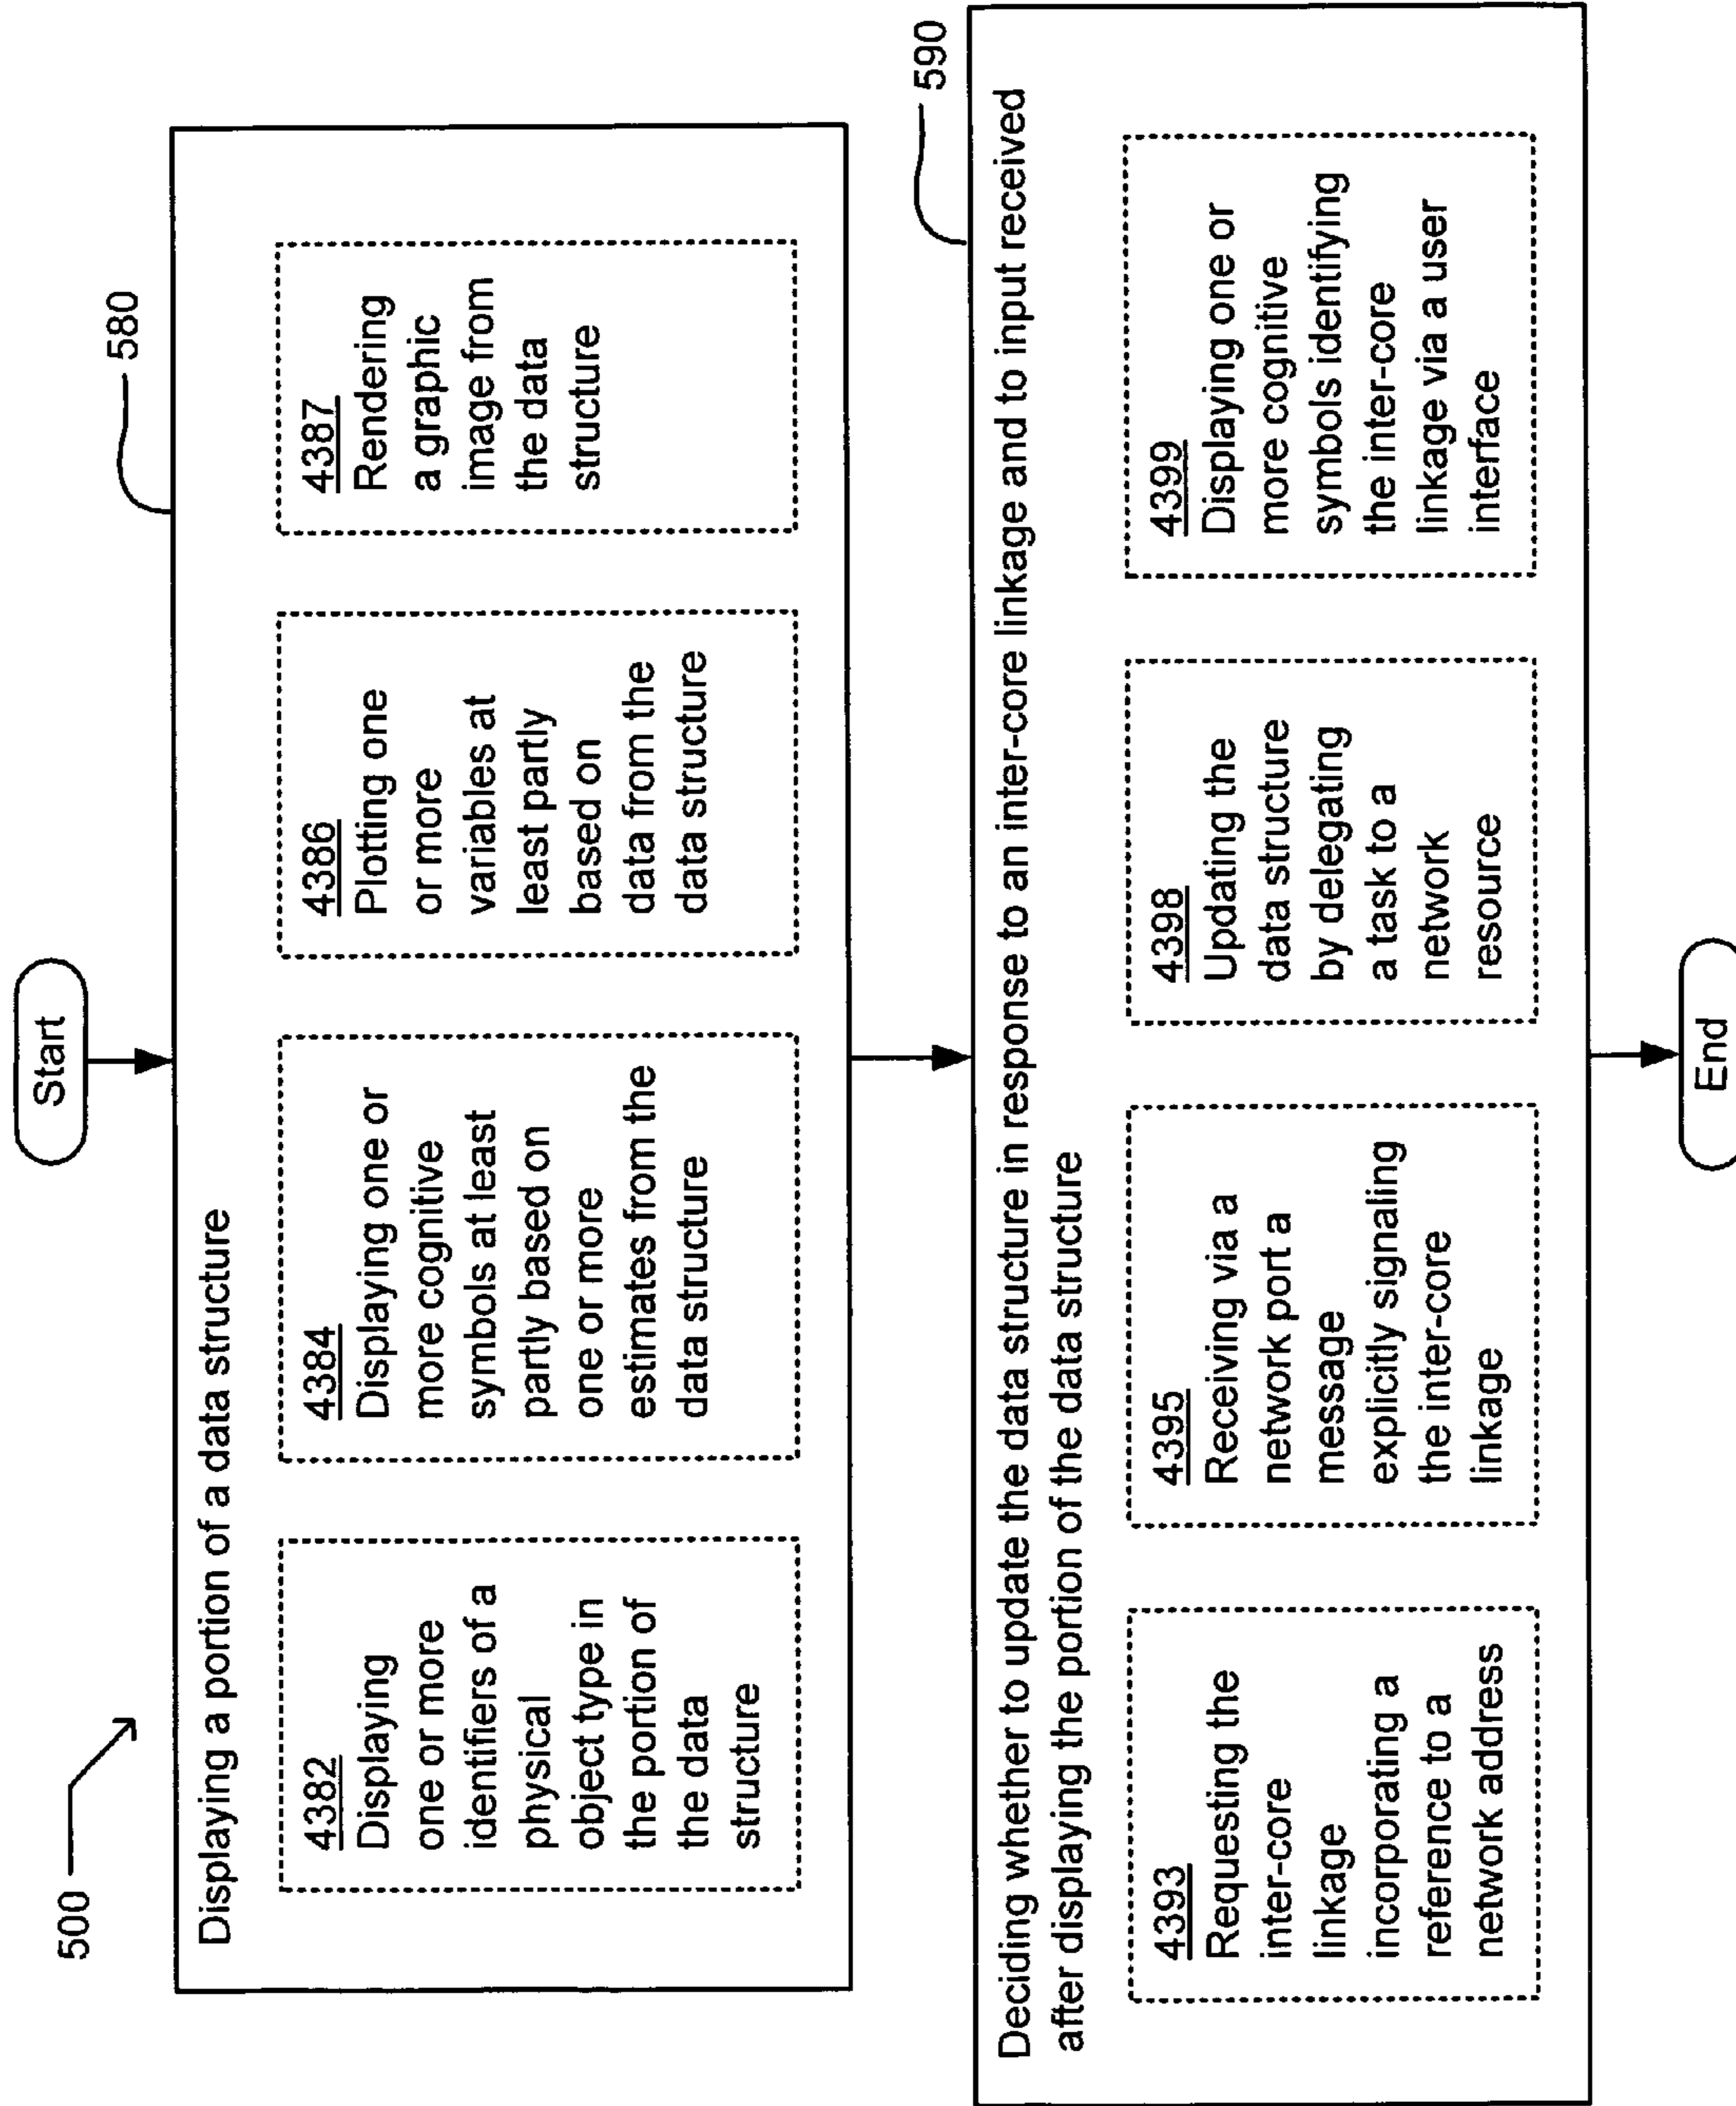 500
Start
580
Displaying a portion of a data structure
4382
Displaying
one or more
identifiers of a
physical
object type in
the portion of
the data
structure
4384
Displaying one or
more cognitive
symbols at least
partly based on
one or more
estimates from the
data structure
4386
Plotting one
or more
variables at
least partly
based on
data from the
data structure
4387
Rendering
a graphic
image from
the data
structure
590
Deciding whether to update the data structure in response to an inter-core linkage and to input received
after displaying the portion of the data structure
4393
Requesting the
inter-core
linkage
incorporating a
reference to a
network address
4395
Receiving via a
network port a
message
explicitly signaling
the inter-core
linkage
4398
Updating the
data structure
by delegating
a task to a
network
resource
4399
Displaying one or
more cognitive
symbols identifying
the inter-core
linkage via a user
interface
End